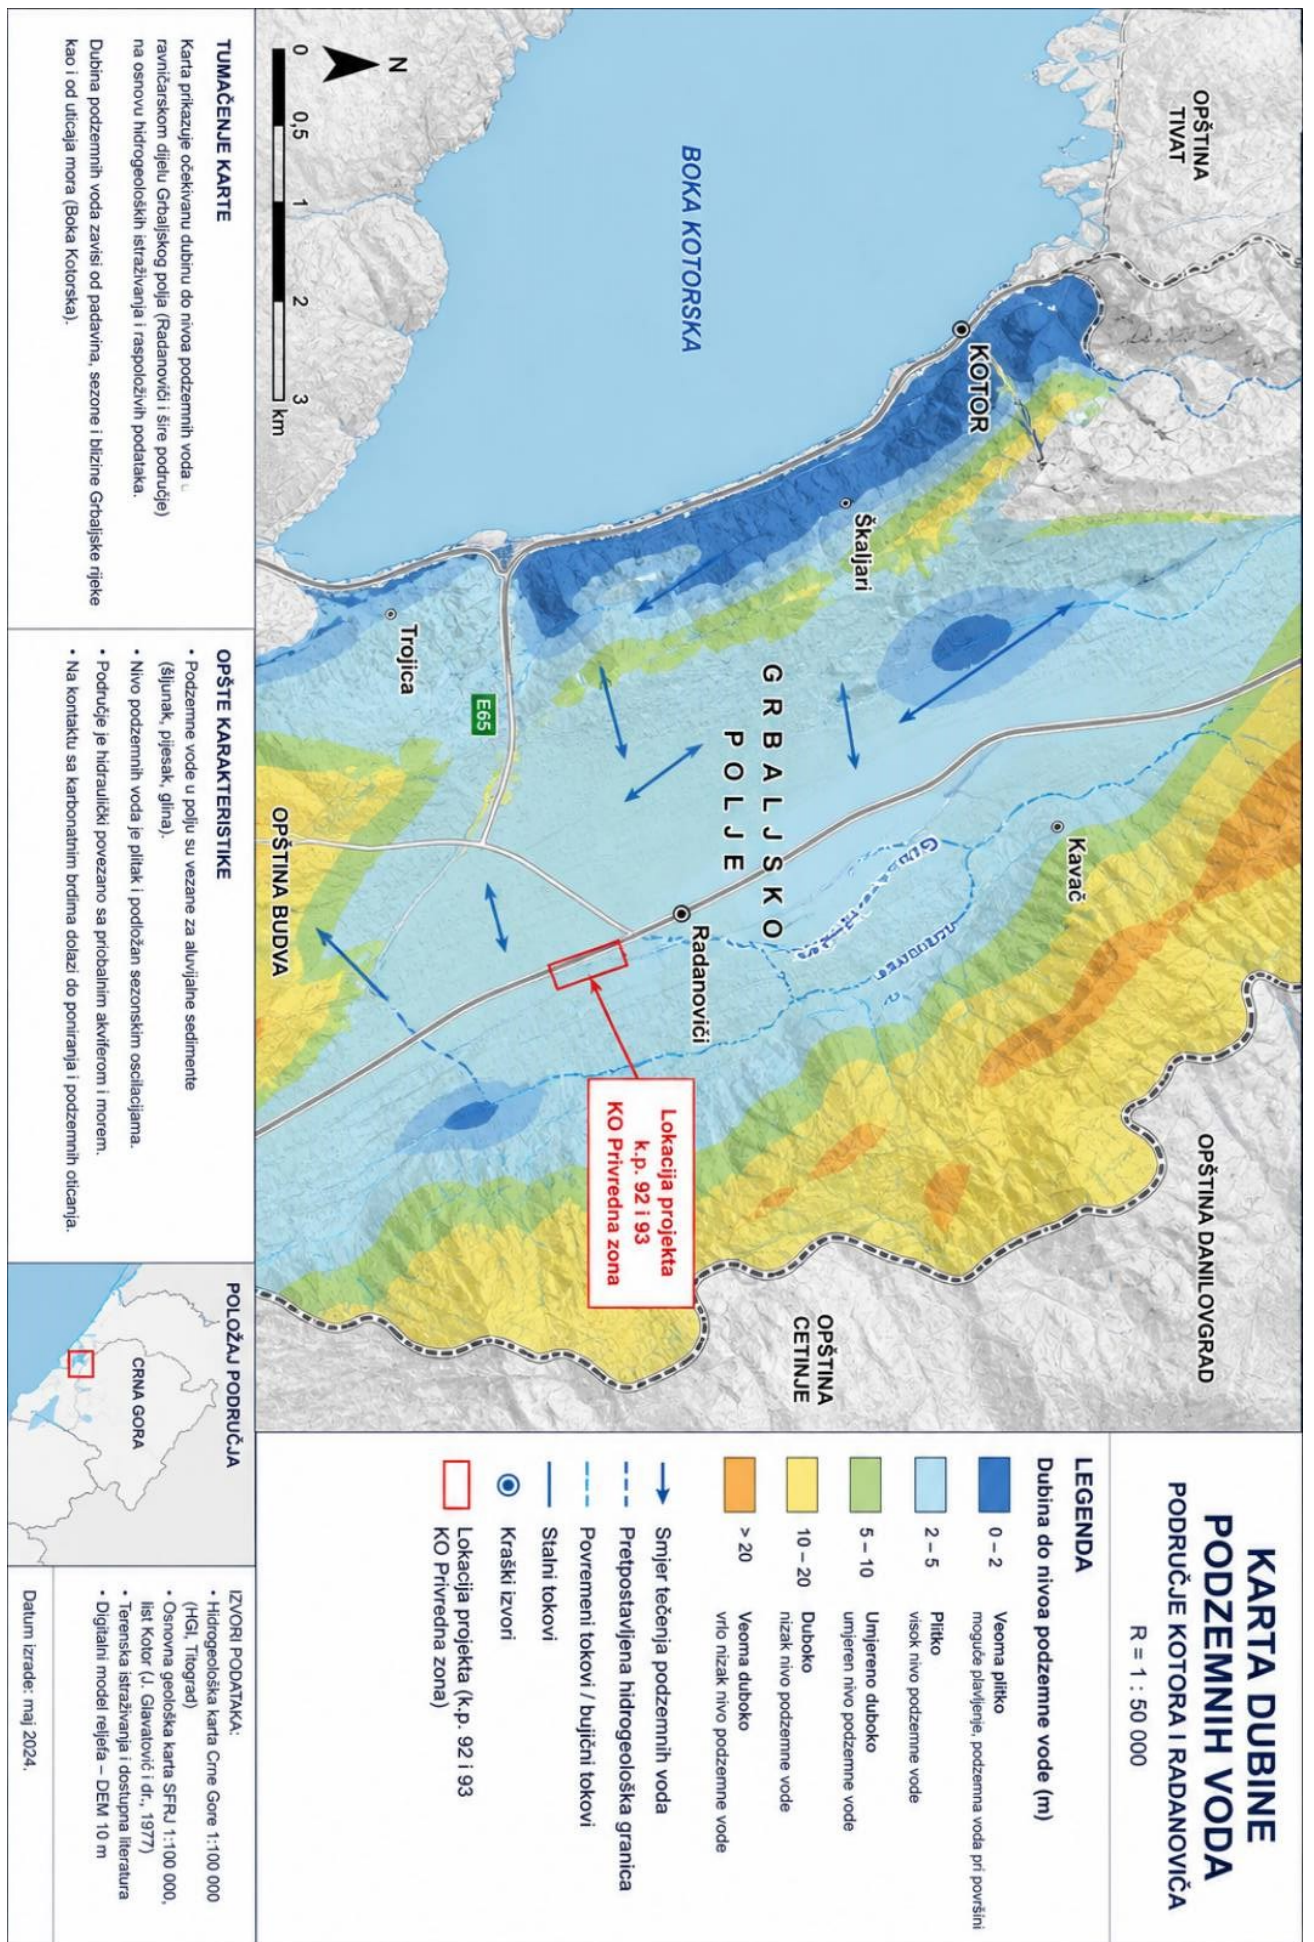 KARTA DUBINE
PODZEMNIH VODA
PODRUČJE KOTORA I RADANOVIĆA
R = 1 : 50 000
LEGENDA
Dubina do nivoa podzemne vode (m)
0 – 2 Veoma plitko
moguće plavljenje, podzemna voda pri površini
2 – 5 Plitko
visok nivo podzemne vode
5 – 10 Umjereno duboko
umjeren nivo podzemne vode
10 – 20 Duboko
nizak nivo podzemne vode
> 20 Veoma duboko
vrlo nizak nivo podzemne vode
Smjer tečenja podzemnih voda
Pretpostavljena hidrogeološka granica
Povremeni tokovi / bujični tokovi
Stalni tokovi
Kraški izvori
Lokacija projekta (k.p. 92 i 93
KO Privredna zona)
OPŠTINA
TIVAT
BOKA KOTORSKA
KOTOR
Škaljari
Trojica
E65
GRBALJSKO
POLJE
Kavač
Radanovići
Lokacija projekta
k.p. 92 i 93
KO Privredna zona
OPŠTINA BUDVA
OPŠTINA DANILOVGRAD
OPŠTINA
CETINJE
N
0 0,5 1 2 3
km
TUMAČENJE KARTE
Karta prikazuje očekivanu dubinu do nivoa podzemnih voda
ravničarskom dijelu Grbaljskog polja (Radanovići i šire područje)
na osnovu hidrogeoloških istraživanja i raspoloživih podataka.
Dubina podzemnih voda zavisi od padavina, sezone i blizine Grbaljske rijeke
kao i od uticaja mora (Boka Kotorska).
OPŠTE KARAKTERISTIKE
• Podzemne vode u polju su vezane za aluvijalne sedimente
(šljunak, pijesak, glina).
• Nivo podzemnih voda je plitak i podložan sezonskim oscilacijama.
• Područje je hidraulički povezano sa priobalnim akviferom i morem.
• Na kontaktu sa karbonatnim brdima dolazi do poniranja i podzemnih oticanja.
POLOŽAJ PODRUČJA
CRNA GORA
IZVORI PODATAKA:
• Hidrogeološka karta Crne Gore 1:100 000
(HGI, Titograd)
• Osnovna geološka karta SFRJ 1:100 000,
list Kotor (J. Glavatović i dr., 1977)
• Terenska istraživanja i dostupna literatura
• Digitalni model reljefa – DEM 10 m
Datum izrade: maj 2024.